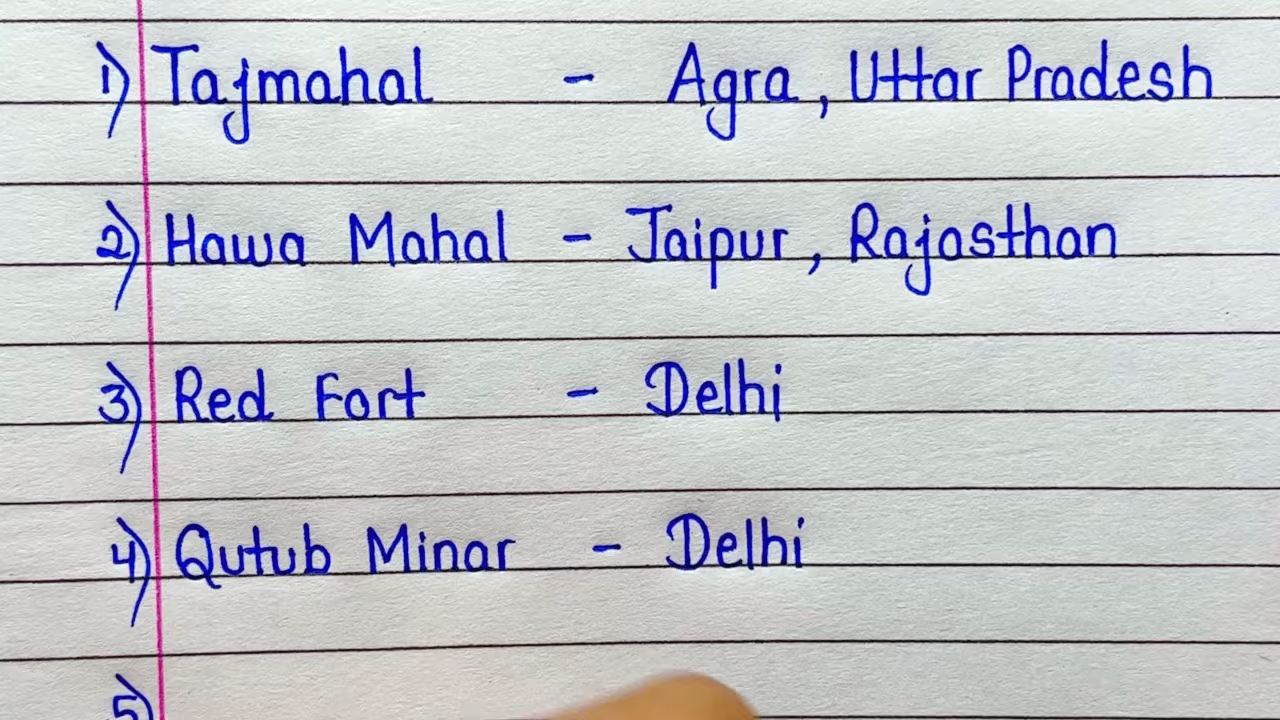 1) Tajmahal - Agra, Uttar Pradesh
2) Hawa Mahal - Jaipur, Rajasthan
3) Red Fort - Delhi
4) Qutub Minar - Delhi
5)